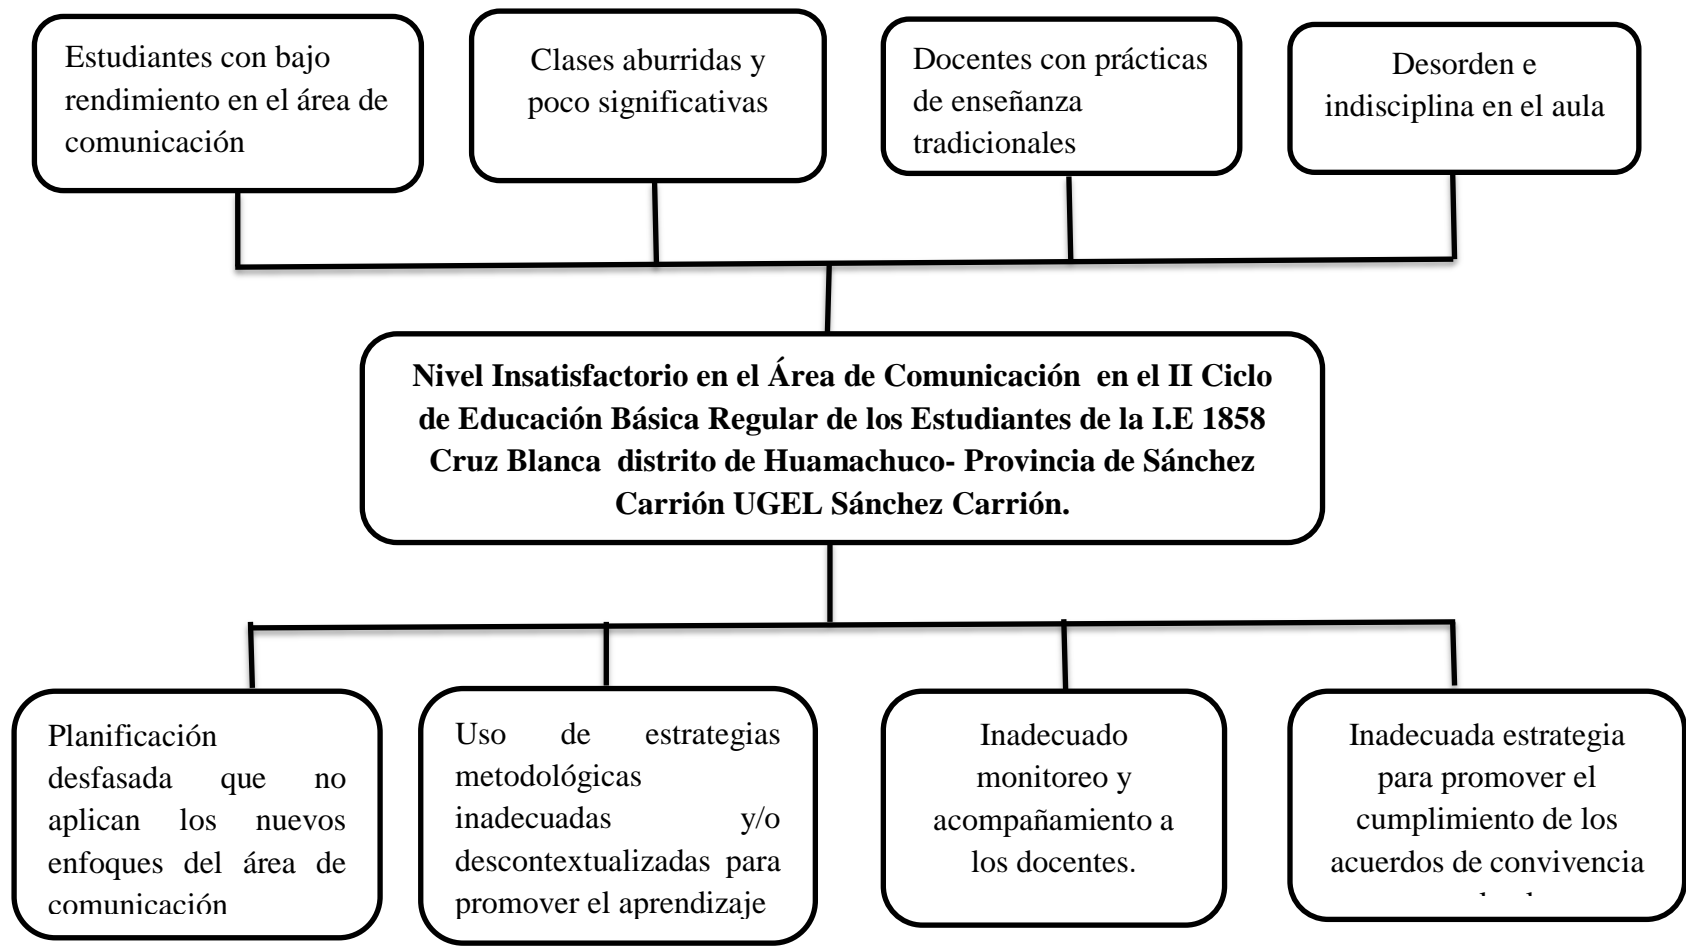 Estudiantes con bajo
rendimiento en el área de
comunicación
Clases aburridas y
poco significativas
Docentes con prácticas
de enseñanza
tradicionales
Desorden e
indisciplina en el aula
Nivel Insatisfactorio en el Área de Comunicación en el II Ciclo
de Educación Básica Regular de los Estudiantes de la I.E 1858
Cruz Blanca distrito de Huamachuco- Provincia de Sánchez
Carrión UGEL Sánchez Carrión.
Planificación
desfasada que no
aplican los nuevos
enfoques del área de
comunicación
Uso de estrategias
metodológicas
inadecuadas y/o
descontextualizadas para
promover el aprendizaje
Inadecuado
monitoreo y
acompañamiento a
los docentes.
Inadecuada estrategia
para promover el
cumplimiento de los
acuerdos de convivencia